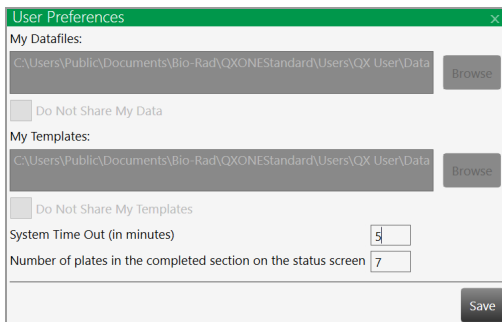 User Preferences
My Datafiles:
C:\Users\Public\Documents\Bio-Rad\QXONEStandard\Users\QX User\Data
Browse
Do Not Share My Data
My Templates:
C:\Users\Public\Documents\Bio-Rad\QXONEStandard\Users\QX User\Data
Browse
Do Not Share My Templates
System Time Out (in minutes) 5
Number of plates in the completed section on the status screen 7
Save